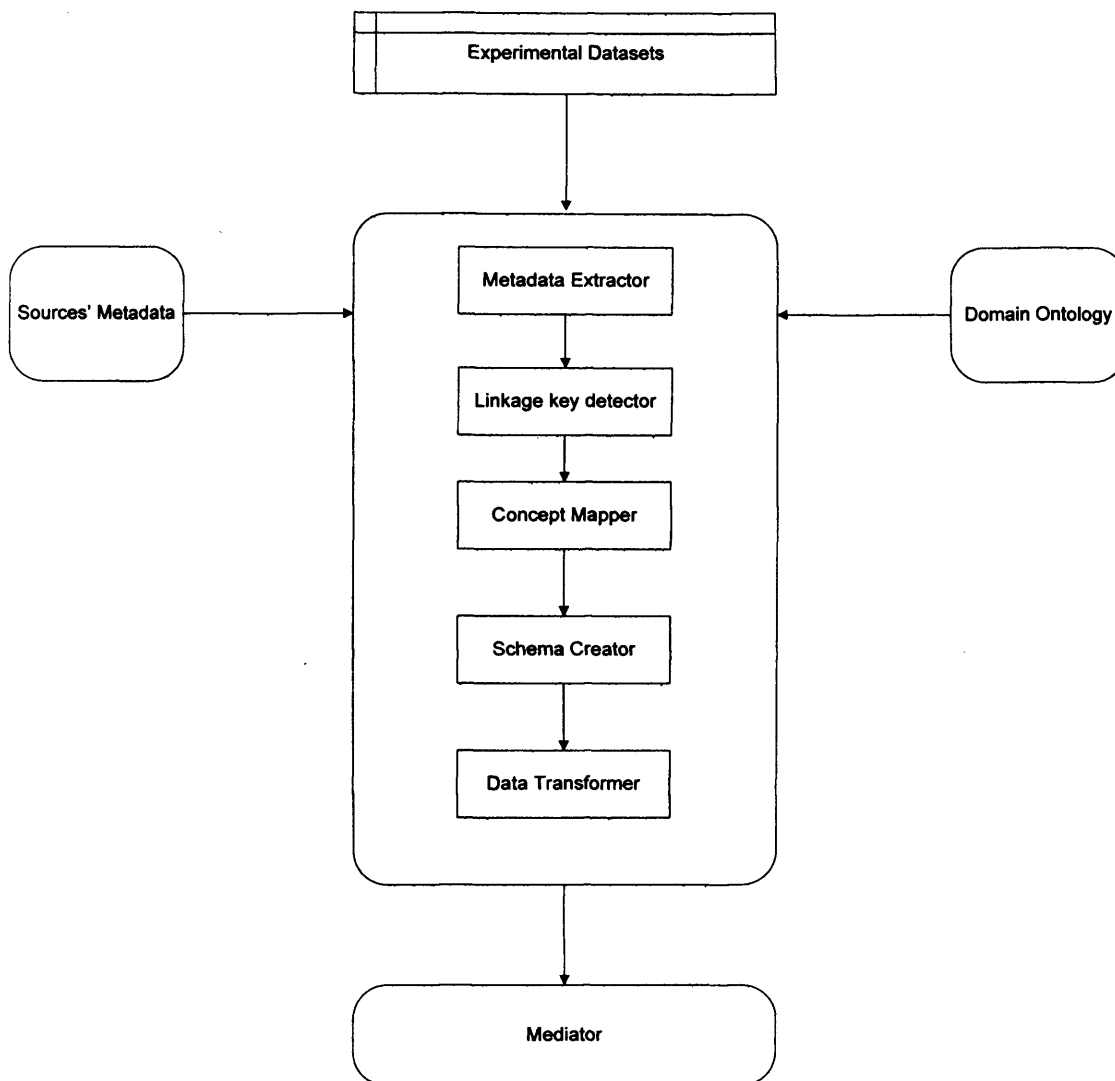 Experimental Datasets
Metadata Extractor
Sources' Metadata
Domain Ontology
Linkage key detector
Concept Mapper
Schema Creator
Data Transformer
Mediator